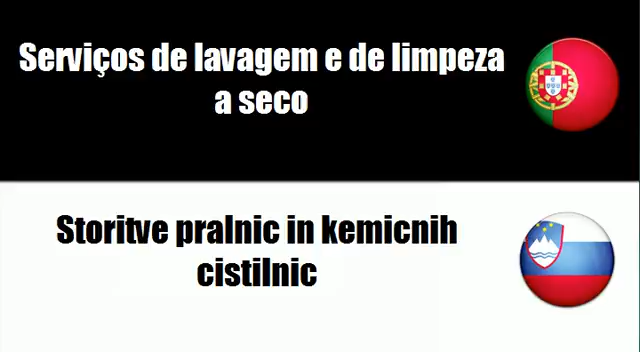 Serviços de lavagem e de limpeza
a seco
Storitve pralnic in kemicnih
cistilnic